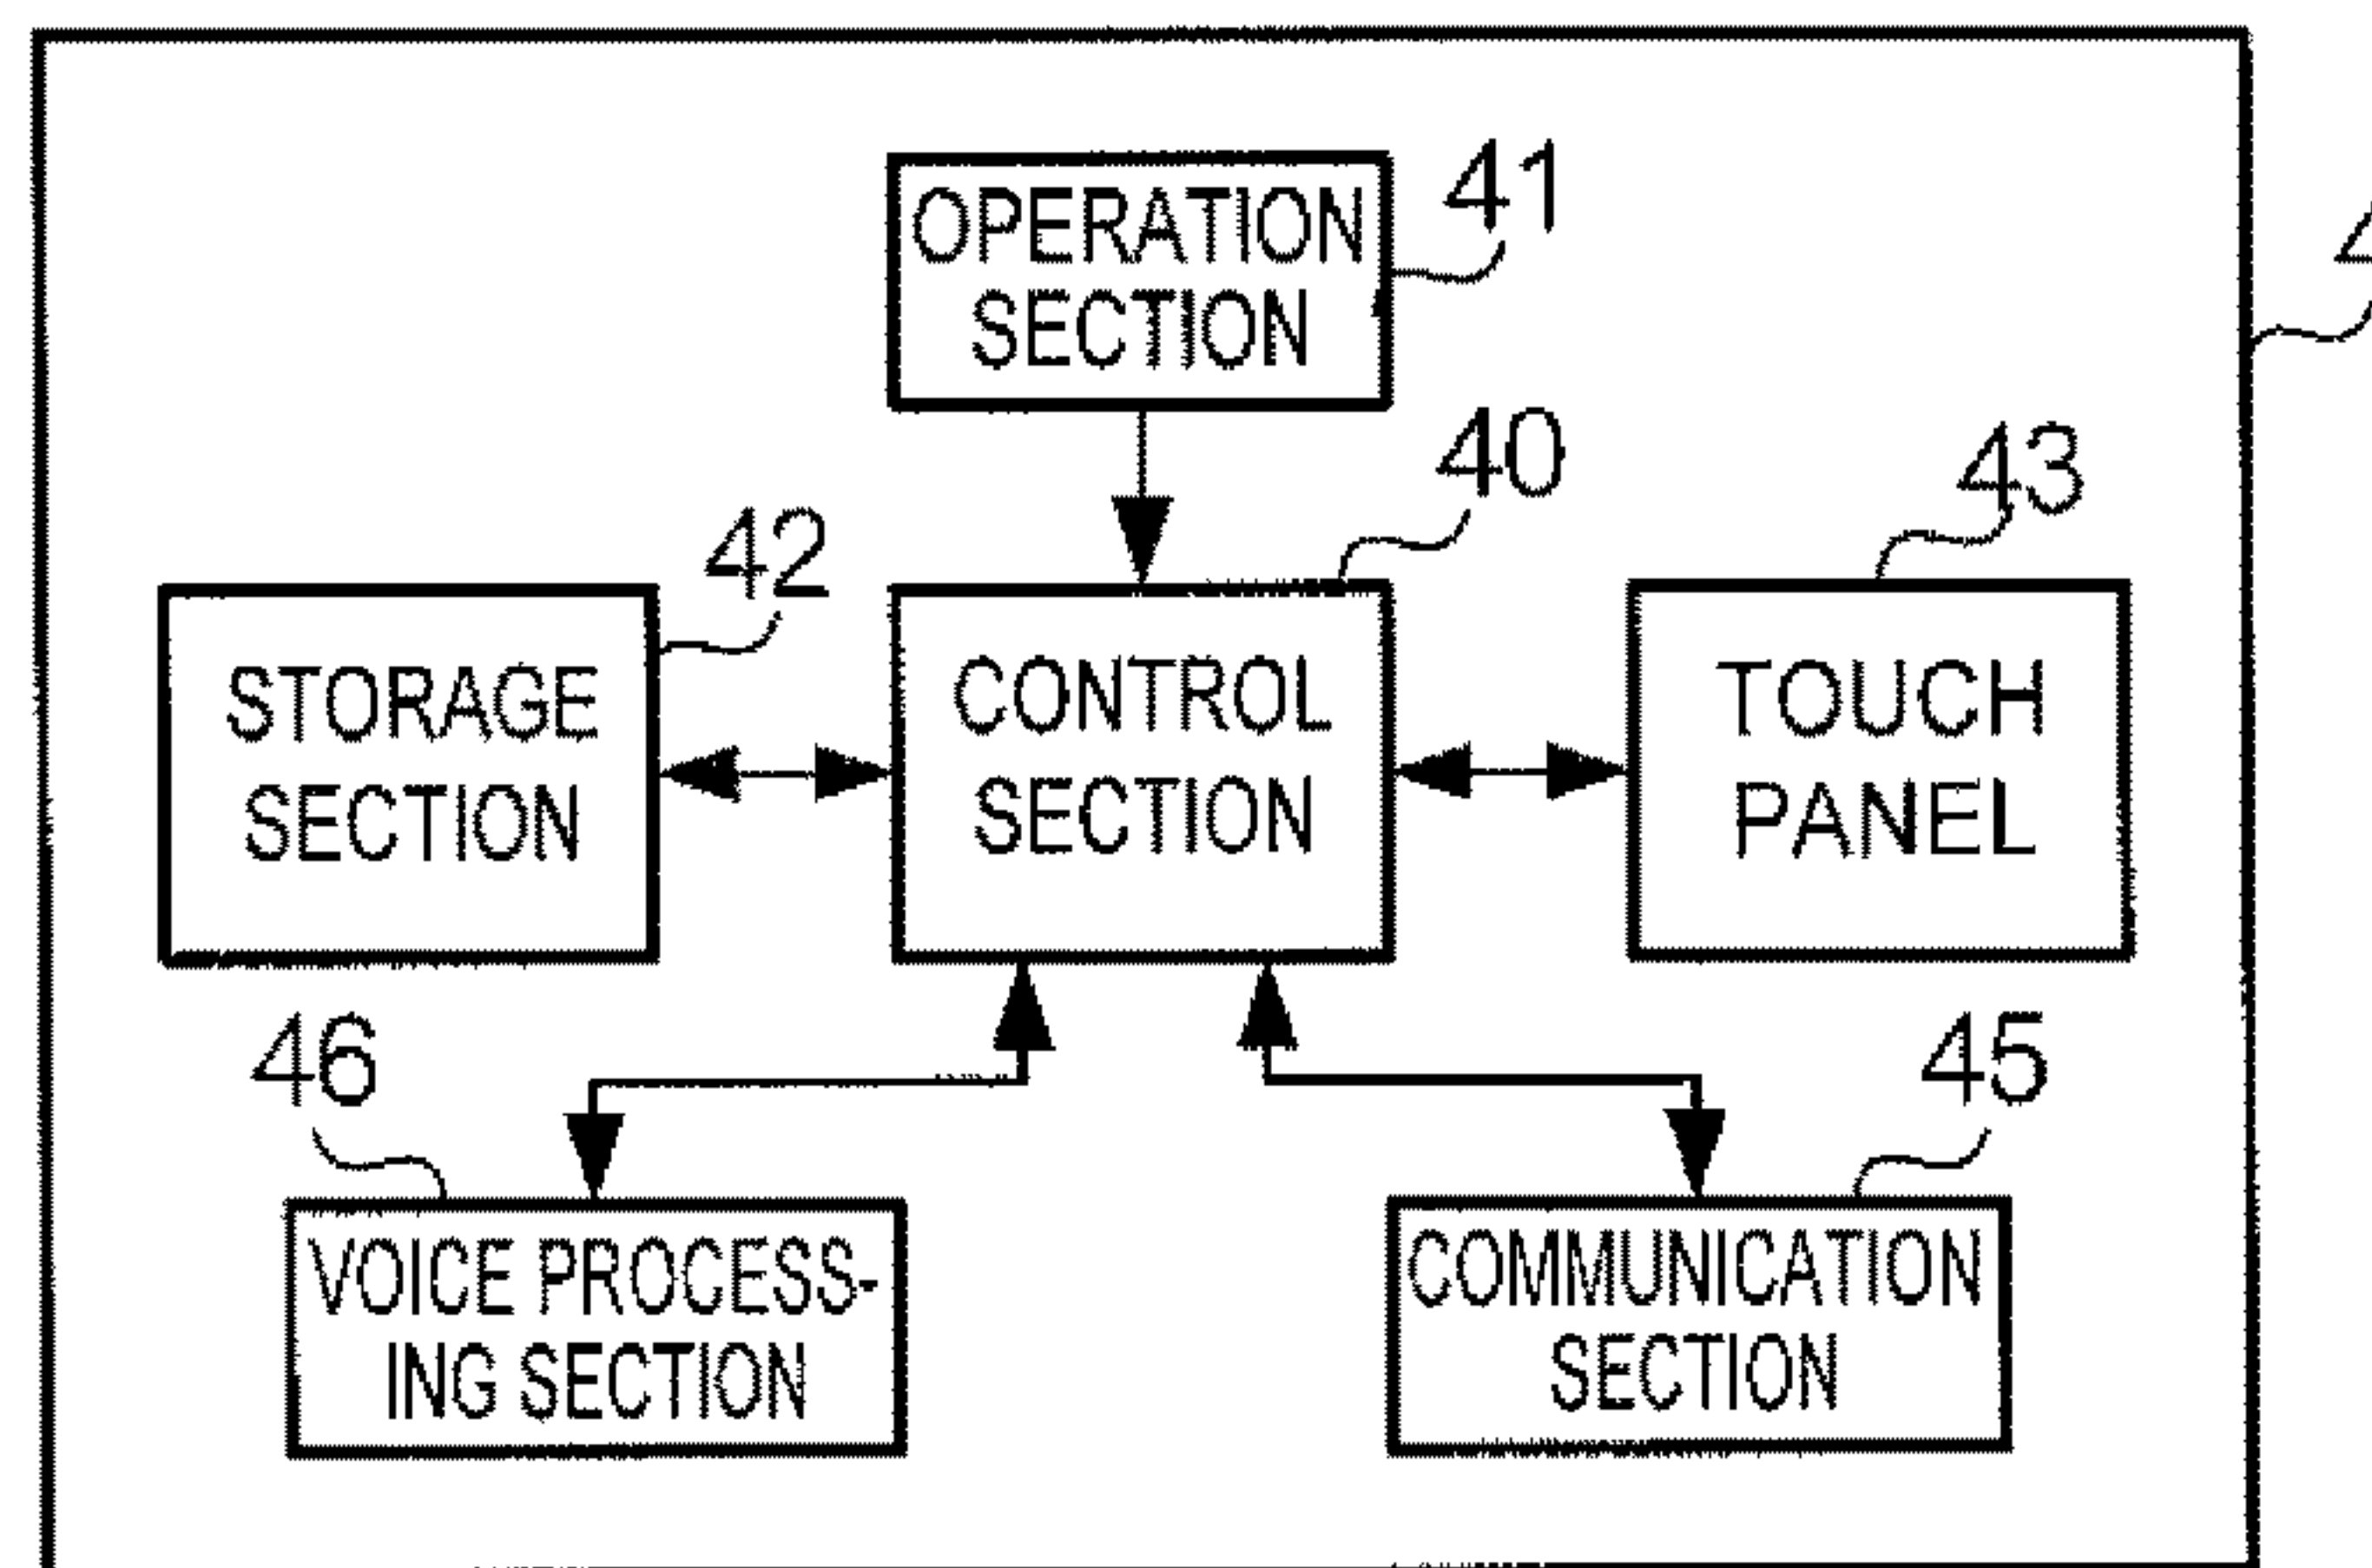 41
OPERATION
SECTION
40
43
42
STORAGE
SECTION
CONTROL
SECTION
TOUCH
PANEL
46
45
VOICE PROCESS-
ING SECTION
COMMUNICATION
SECTION